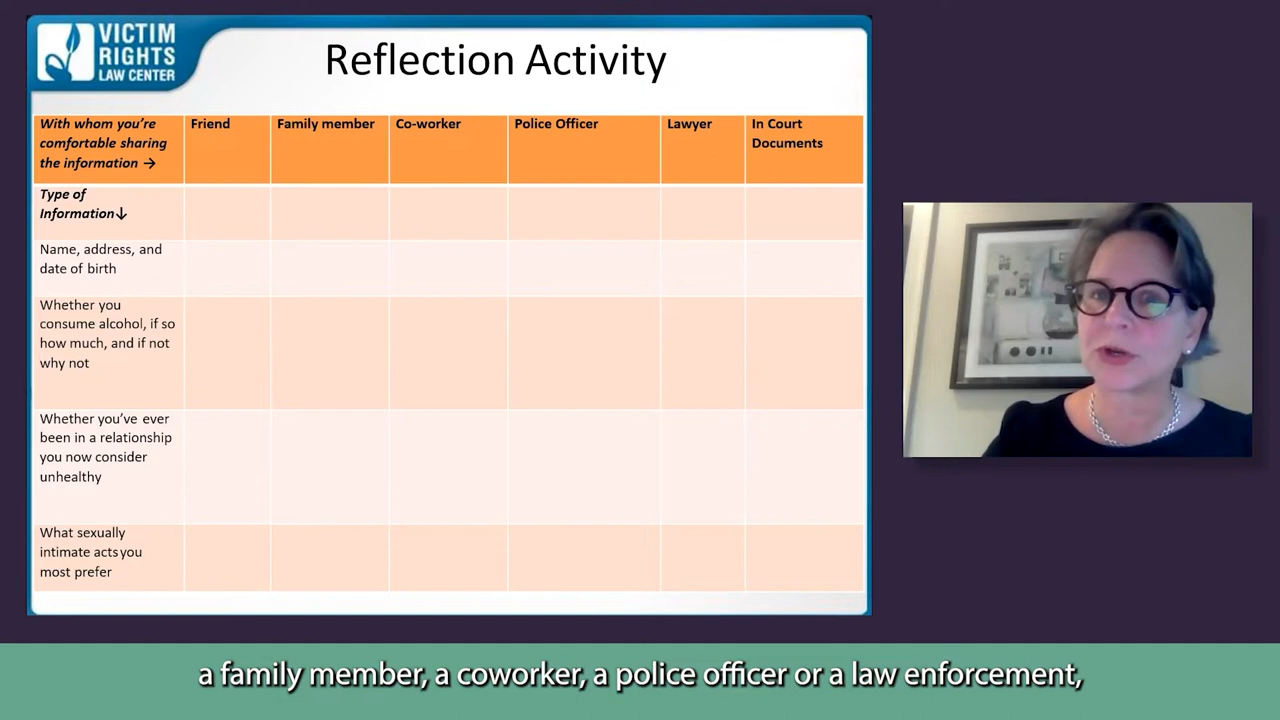 VICTIM
RIGHTS
LAW CENTER
Reflection Activity
With whom you're
comfortable sharing
the information →
Friend
Family member
Co-worker
Police Officer
Lawyer
In Court
Documents
Type of
Information↓
Name, address, and
date of birth
Whether you
consume alcohol, if so
how much, and if not
why not
Whether you've ever
been in a relationship
you now consider
unhealthy
What sexually
intimate acts you
most prefer
a family member, a coworker, a police officer or a law enforcement,